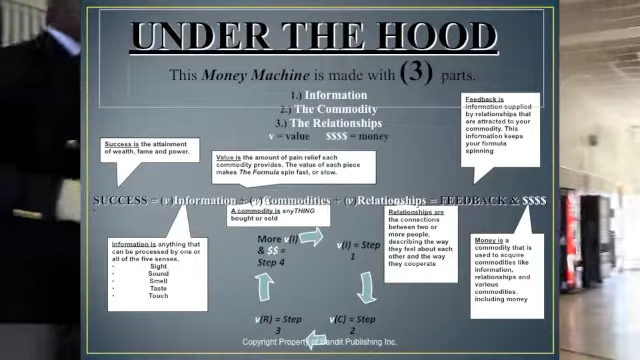 UNDER THE HOOD
This Money Machine is made with (3) parts.
1.) Information
2.) The Commodity
3.) The Relationships
v = value $$$$ = money
Feedback is
information supplied
by relationships that
are attracted to your
commodity. This
information keeps
your formula
spinning
Success is the attainment
of wealth, fame and power.
Value is the amount of pain relief each
commodity provides. The value of each piece
makes The Formula spin fast, or slow.
SUCCESS = (v)Information + (v)Commodities + (v)Relationships = FEEDBACK & $$$$
A commodity is anyTHING
bought or sold
Relationships are
the connections
between two or
more people,
describing the way
they feel about each
other and the way
they cooperate
Information is anything that
can be processed by one or
all of the five senses.
• Sight
• Sound
• Smell
• Taste
• Touch
Money is a
commodity that is
used to acquire
commodities like
information,
relationships and
various
commodities,
including money
More v(I)
& $$ =
Step 4
v(I) = Step
1
v(R) = Step
3
v(C) = Step
2
Copyright Property of Bandit Publishing Inc.